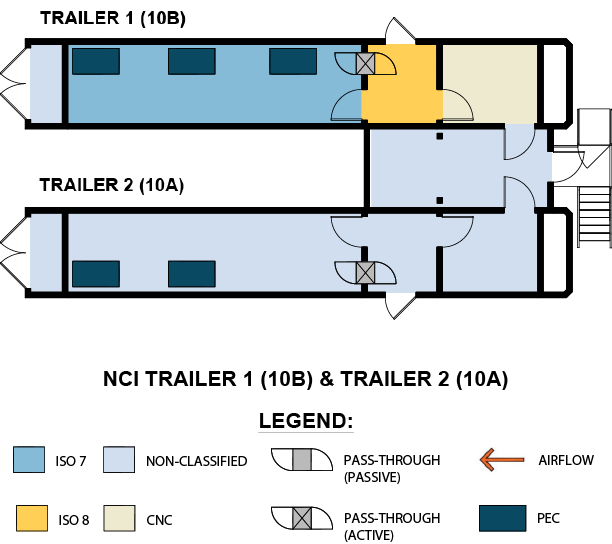 TRAILER 1 (10B)
TRAILER 2 (10A)
NCI TRAILER 1 (10B) & TRAILER 2 (10A)
LEGEND:
ISO 7
NON-CLASSIFIED
PASS-THROUGH
(PASSIVE)
AIRFLOW
ISO 8
CNC
PASS-THROUGH
(ACTIVE)
PEC